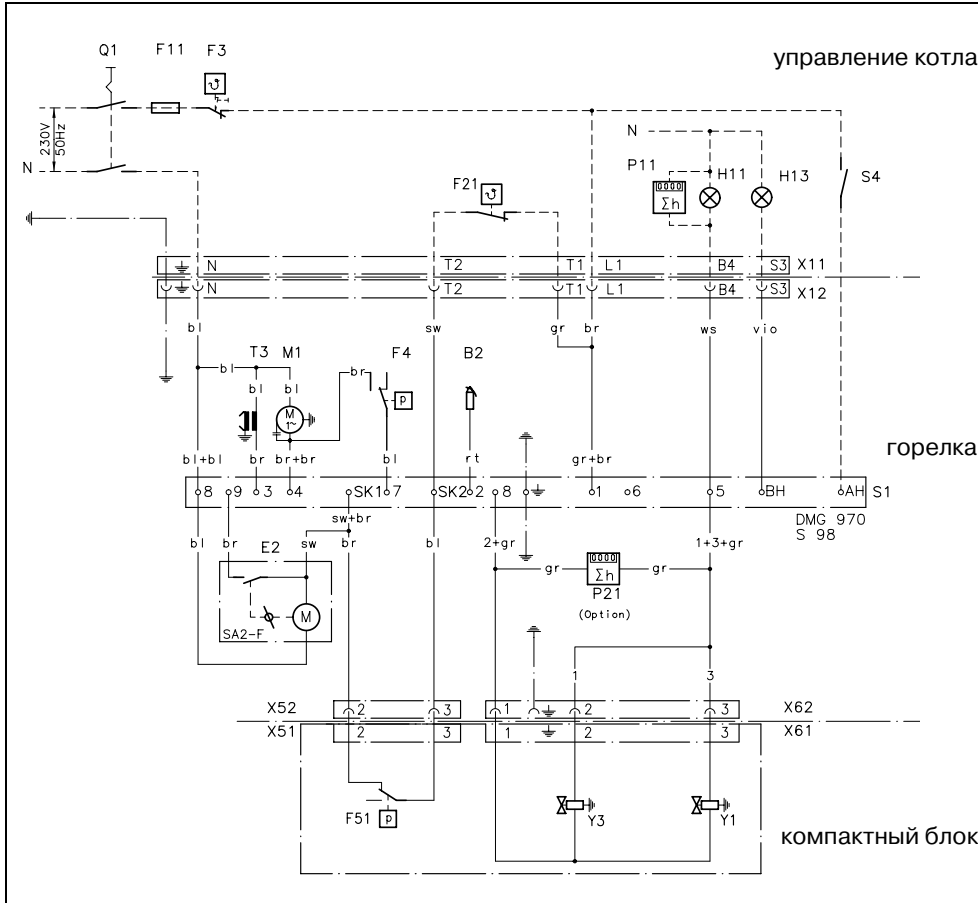 управление котла
Q1 F11 F3
ϑ
230V
50Hz
N
N
P11 H11 H13 S4
0000
Σh
F21 ϑ
N T2 T1 L1 B4 S3 X11
N T2 T1 L1 B4 S3 X12
bl sw gr br ws vio
T3 M1 F4 B2
bl br
bl bl
M
1~
p
горелка
bl+bl br br+br bl rt gr+br
8 9 3 4 SK1 7 SK2 2 8 1 6 5 BH AH S1
DMG 970
S 98
sw+br
bl br E2 sw br bl 2+gr 1+3+gr
gr 0000 gr
Σh
P21
(Option)
M
SA2-F
1 3
X52 2 3 1 2 3 X62
X51 2 3 1 2 3 X61
F51 p Y3 Y1
компактный блок